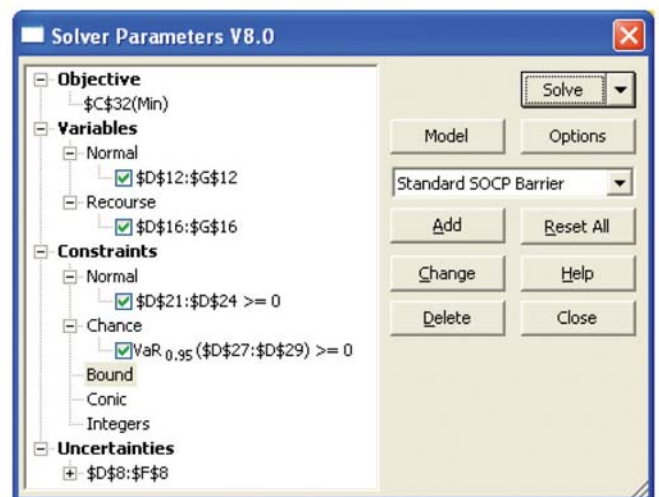 Solver Parameters V8.0
Objective
$C$32(Min)
Variables
Normal
$D$12:$G$12
Recourse
$D$16:$G$16
Constraints
Normal
$D$21:$D$24 >= 0
Chance
VaR 0.95 ($D$27:$D$29) >= 0
Bound
Conic
Integers
Uncertainties
$D$8:$F$8
Solve
Model Options
Standard SOCP Barrier
Add Reset All
Change Help
Delete Close